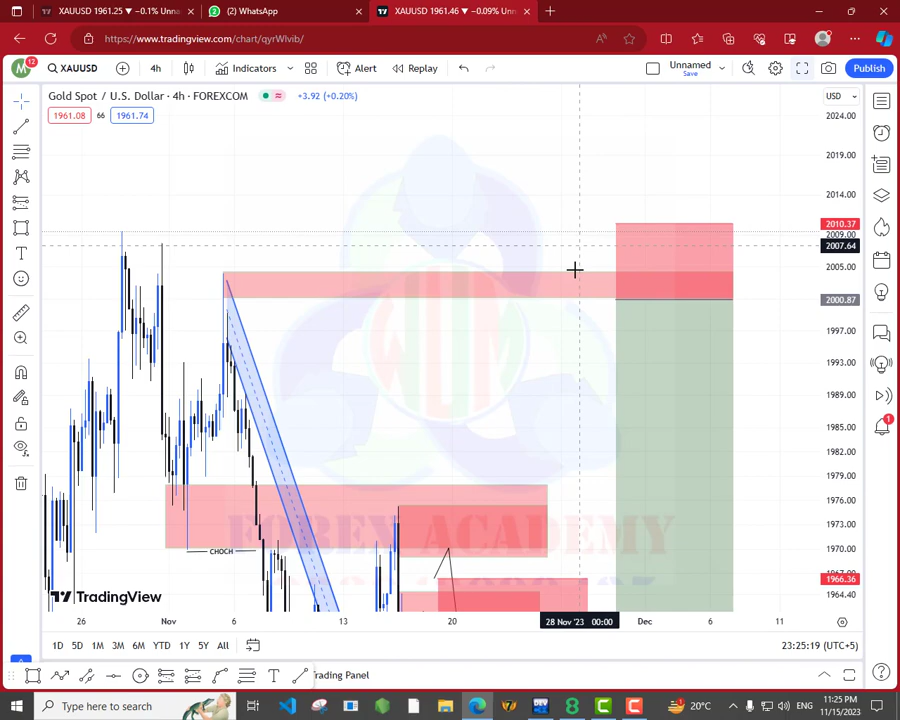 XAUUSD 1961.25 ▼ −0.1% Unna
(2) WhatsApp
XAUUSD 1961.46 ▼ −0.09% Unn
https://www.tradingview.com/chart/qyrWlvib/
M 12
XAUUSD
4h
Indicators
Alert
Replay
Unnamed
Save
Publish
Gold Spot / U.S. Dollar · 4h · FOREXCOM
+3.92 (+0.20%)
USD
1961.08 66 1961.74
2024.00
2019.00
2014.00
2010.37
2009.00
2007.64
2005.00
2000.87
1997.00
1993.00
1989.00
1985.00
1982.00
1979.00
1976.00
1973.00
1970.00
1966.36
1964.40
WUM
FOREX ACADEMY
CHOCH
TradingView
26
Nov
6
13
20
28 Nov '23 00:00
Dec
6
11
1D 5D 1M 3M 6M YTD 1Y 5Y All
23:25:19 (UTC+5)
rading Panel
1
Type here to search
20°C
ENG
11:25 PM
11/15/2023